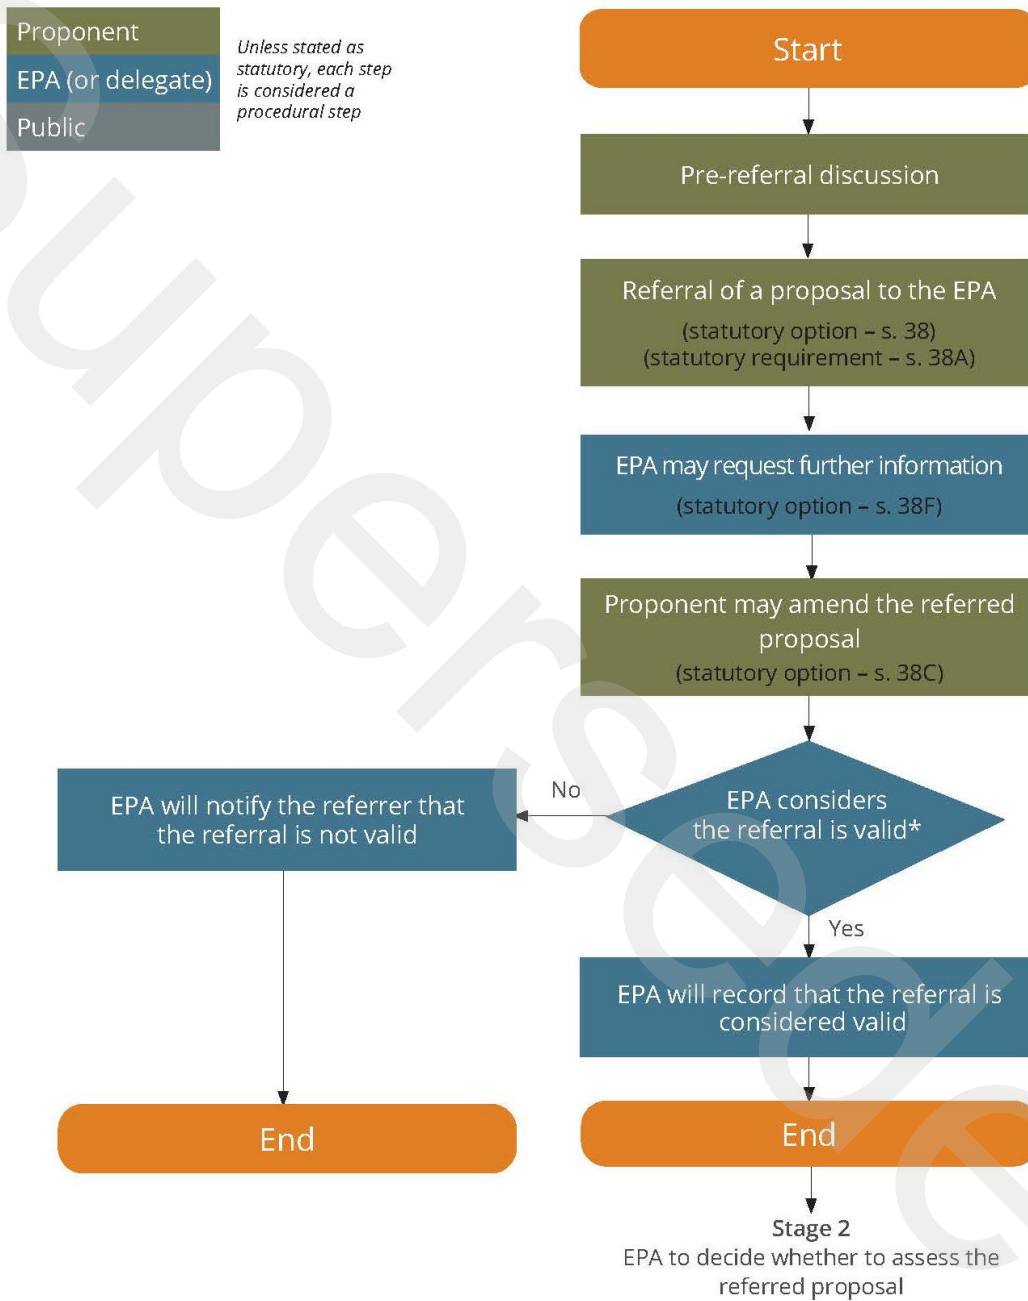 Proponent
EPA (or delegate)
Public
Unless stated as
statutory, each step
is considered a
procedural step
Start
Pre-referral discussion
Referral of a proposal to the EPA
(statutory option – s. 38)
(statutory requirement – s. 38A)
EPA may request further information
(statutory option – s. 38F)
Proponent may amend the referred
proposal
(statutory option – s. 38C)
EPA considers
the referral is valid*
No
EPA will notify the referrer that
the referral is not valid
Yes
EPA will record that the referral is
considered valid
End
End
Stage 2
EPA to decide whether to assess the
referred proposal
Supersede